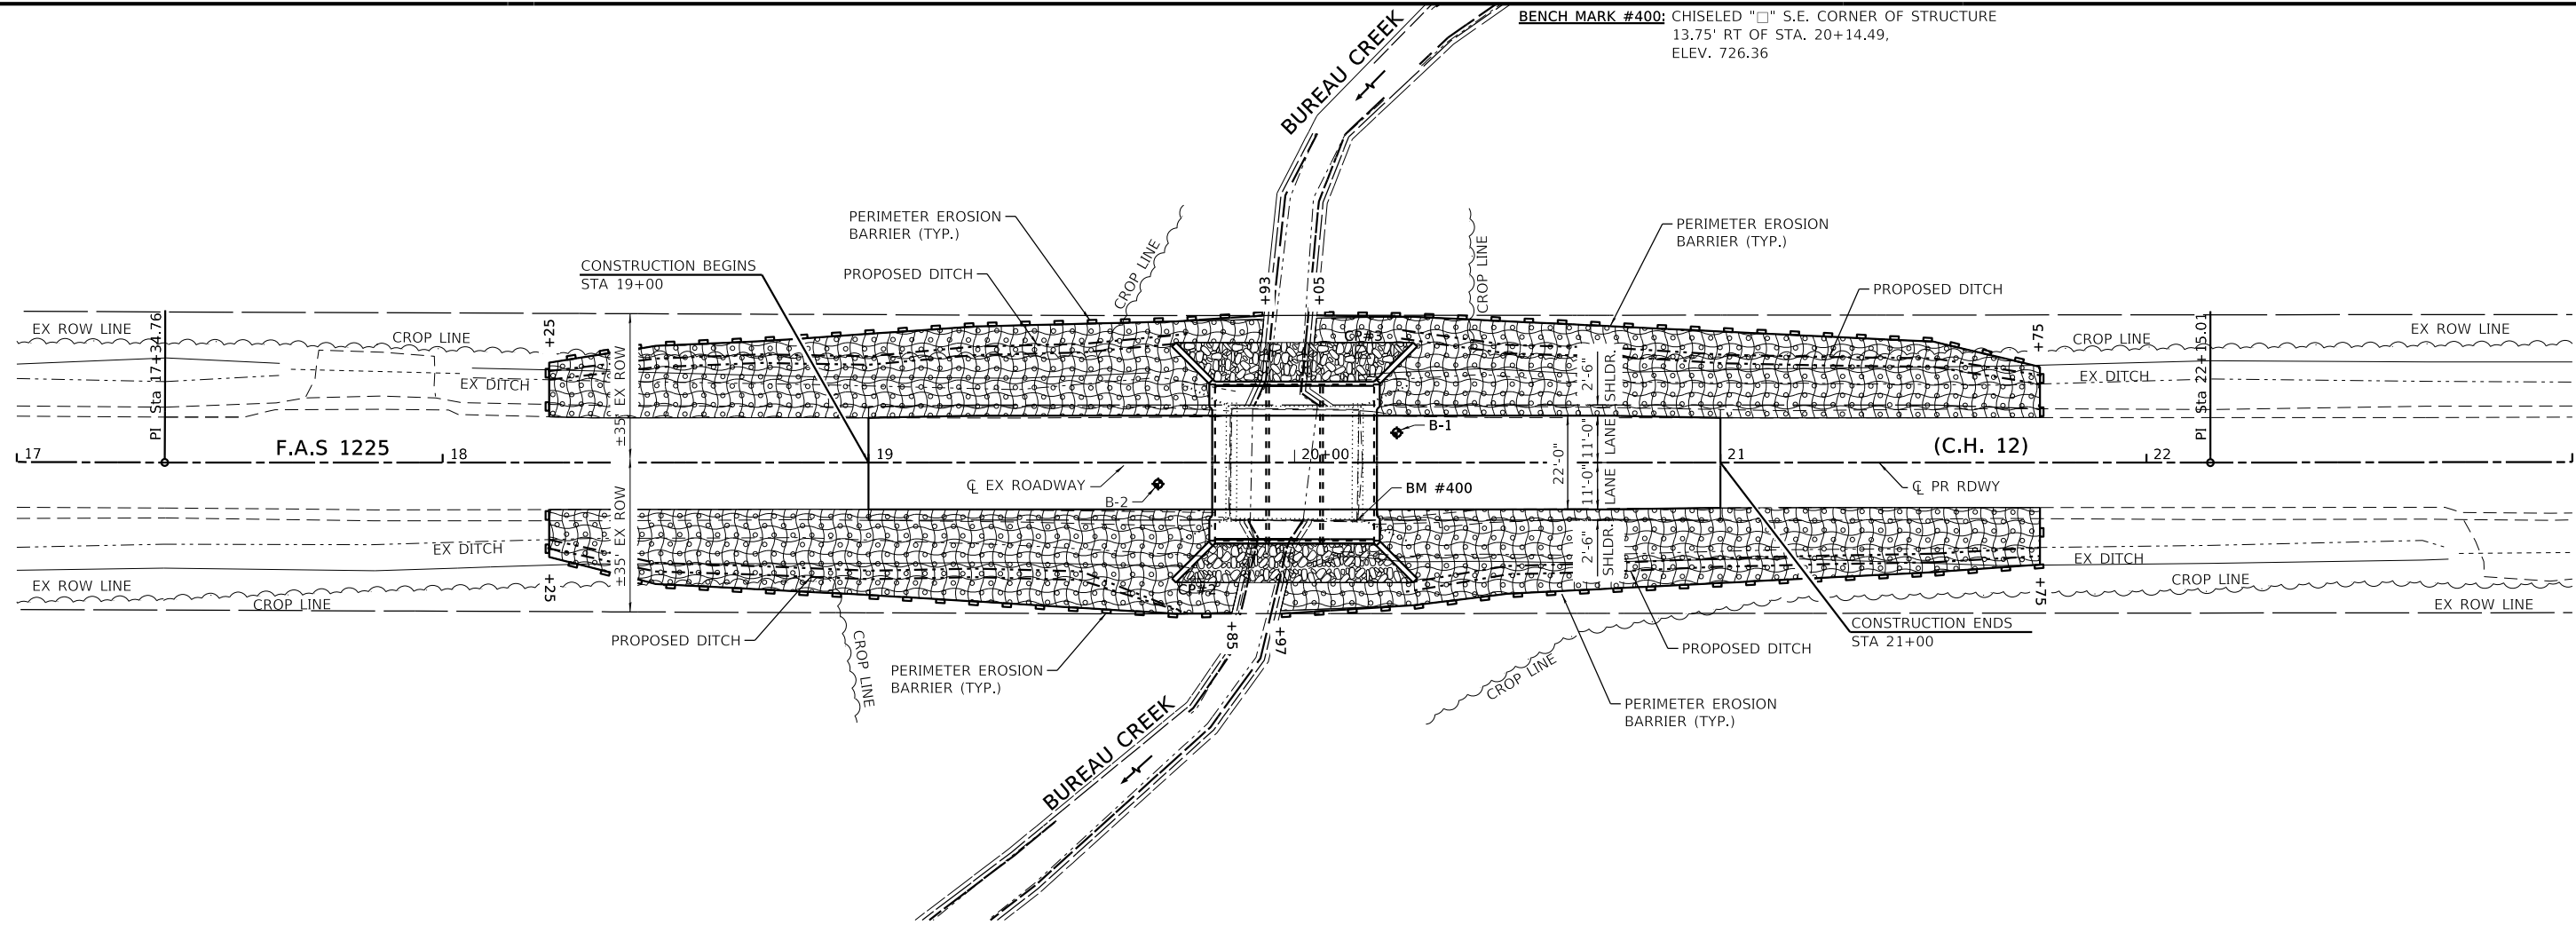 BENCH MARK #400: CHISELED "□" S.E. CORNER OF STRUCTURE
13.75' RT OF STA. 20+14.49,
ELEV. 726.36
BUREAU CREEK
PERIMETER EROSION
BARRIER (TYP.)
CROP LINE
CROP LINE
PERIMETER EROSION
BARRIER (TYP.)
CONSTRUCTION BEGINS
STA 19+00
PROPOSED DITCH
+93
+05
PROPOSED DITCH
EX ROW LINE
PI Sta 17+34.76
CROP LINE
+25
±35' EX ROW
CP#3
2'-6"
SHLDR.
+75
CROP LINE
PI Sta 22+15.01
EX ROW LINE
EX DITCH
EX DITCH
17
F.A.S 1225
18
19
20+00
B-1
22'-0"
11'-0"
LANE
21
(C.H. 12)
22
℄ EX ROADWAY
B-2
BM #400
11'-0"
LANE
℄ PR RDWY
EX DITCH
±35' EX ROW
2'-6"
SHLDR.
EX DITCH
EX ROW LINE
CROP LINE
+25
CP#2
+75
CROP LINE
EX ROW LINE
PROPOSED DITCH
CROP LINE
+85
+97
PROPOSED DITCH
CONSTRUCTION ENDS
STA 21+00
PERIMETER EROSION
BARRIER (TYP.)
CROP LINE
PERIMETER EROSION
BARRIER (TYP.)
BUREAU CREEK